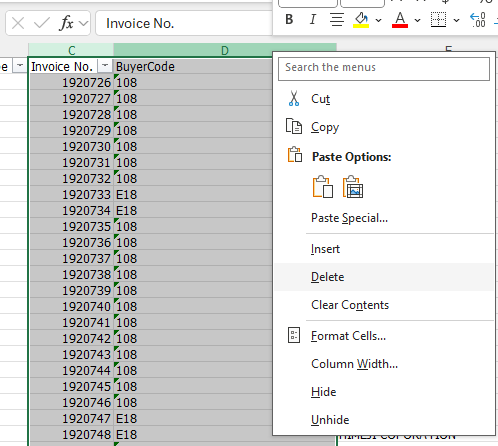 B I A
.00
fx Invoice No.
C D
Invoice No. BuyerCode
1920726 108
1920727 108
1920728 108
1920729 108
1920730 108
1920731 108
1920732 108
1920733 E18
1920734 E18
1920735 108
1920736 108
1920737 108
1920738 108
1920739 108
1920740 108
1920741 108
1920742 108
1920743 108
1920744 108
1920745 108
1920746 108
1920747 E18
1920748 E18
Search the menus
Cut
Copy
Paste Options:
Paste Special...
Insert
Delete
Clear Contents
Format Cells...
Column Width...
Hide
Unhide